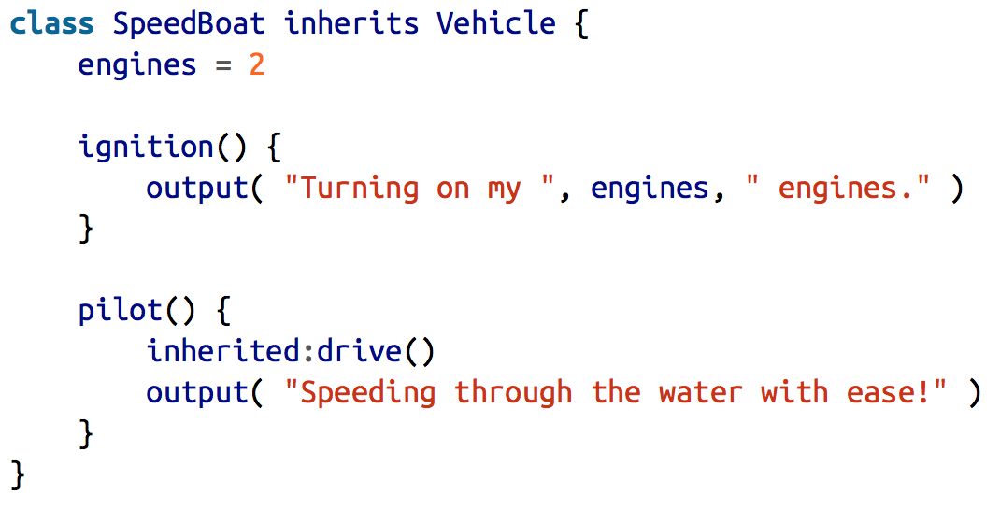 class SpeedBoat inherits Vehicle {
    engines = 2

    ignition() {
        output( "Turning on my ", engines, " engines." )
    }

    pilot() {
        inherited:drive()
        output( "Speeding through the water with ease!" )
    }
}